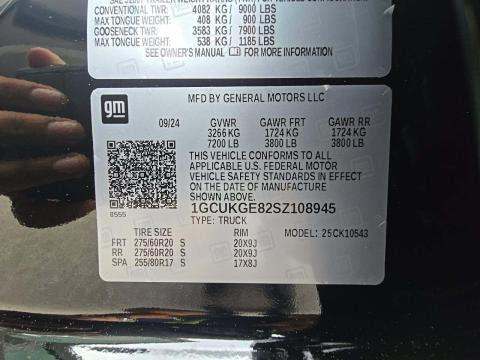 CONVENTIONAL TWR: 4082 KG / 9000 LBS
MAX TONGUE WEIGHT: 408 KG / 900 LBS
GOOSENECK TWR: 3583 KG / 7900 LBS
MAX TONGUE WEIGHT: 538 KG / 1185 LBS
SEE OWNER'S MANUAL FOR MORE INFORMATION
gm
MFD BY GENERAL MOTORS LLC
09/24 GVWR GAWR FRT GAWR RR
3266 KG 1724 KG 1724 KG
7200 LB 3800 LB 3800 LB
THIS VEHICLE CONFORMS TO ALL
APPLICABLE U.S. FEDERAL MOTOR
VEHICLE SAFETY STANDARDS IN EFFECT
ON THE DATE OF MANUFACTURE
SHOWN ABOVE.
1GCUKGE82SZ108945
8555 TYPE: TRUCK
TIRE SIZE RIM MODEL: 25CK10543
FRT 275/60R20 S 20X9J
RR 275/60R20 S 20X9J
SPA 255/80R17 S 17X8J